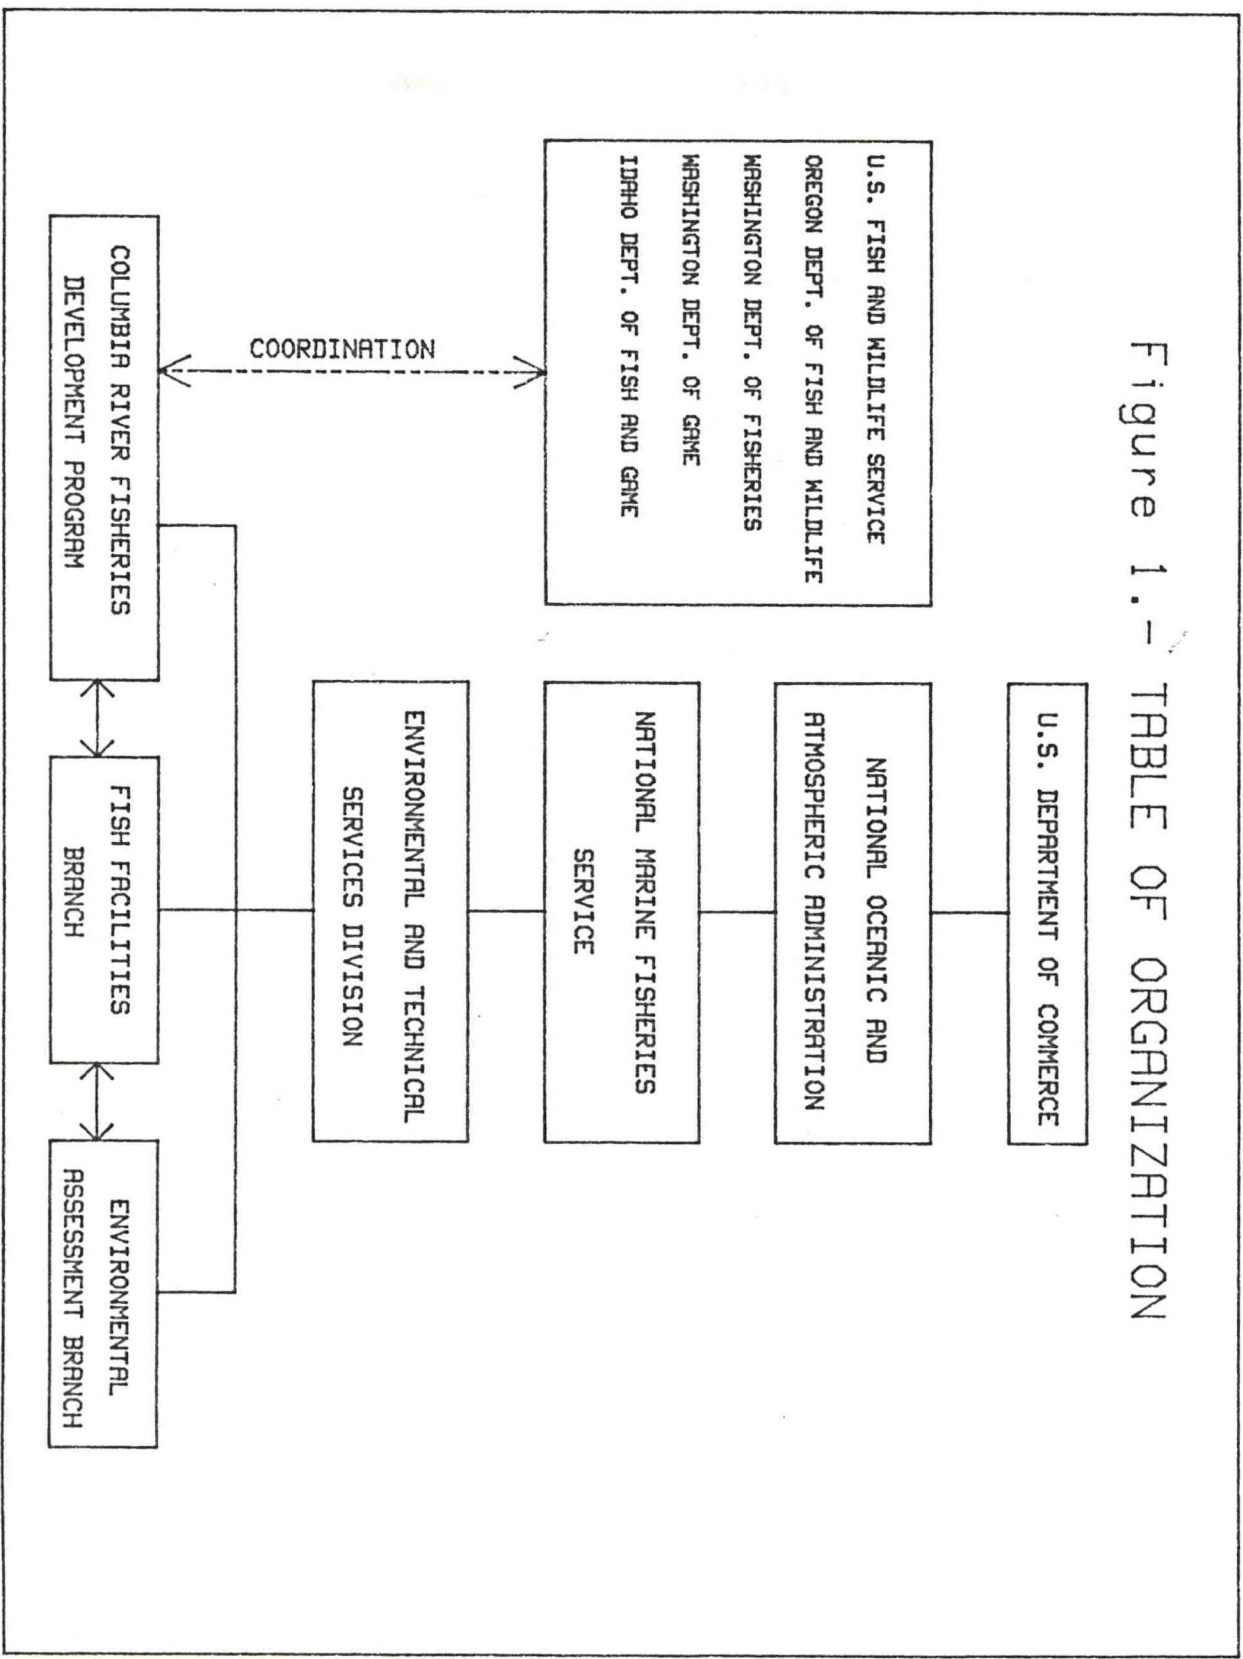 Figure 1.- TABLE OF ORGANIZATION
U.S. DEPARTMENT OF COMMERCE
NATIONAL OCEANIC AND
ATMOSPHERIC ADMINISTRATION
U.S. FISH AND WILDLIFE SERVICE
OREGON DEPT. OF FISH AND WILDLIFE
WASHINGTON DEPT. OF FISHERIES
WASHINGTON DEPT. OF GAME
IDAHO DEPT. OF FISH AND GAME
NATIONAL MARINE FISHERIES
SERVICE
ENVIRONMENTAL AND TECHNICAL
SERVICES DIVISION
COORDINATION
COLUMBIA RIVER FISHERIES
DEVELOPMENT PROGRAM
FISH FACILITIES
BRANCH
ENVIRONMENTAL
ASSESSMENT BRANCH